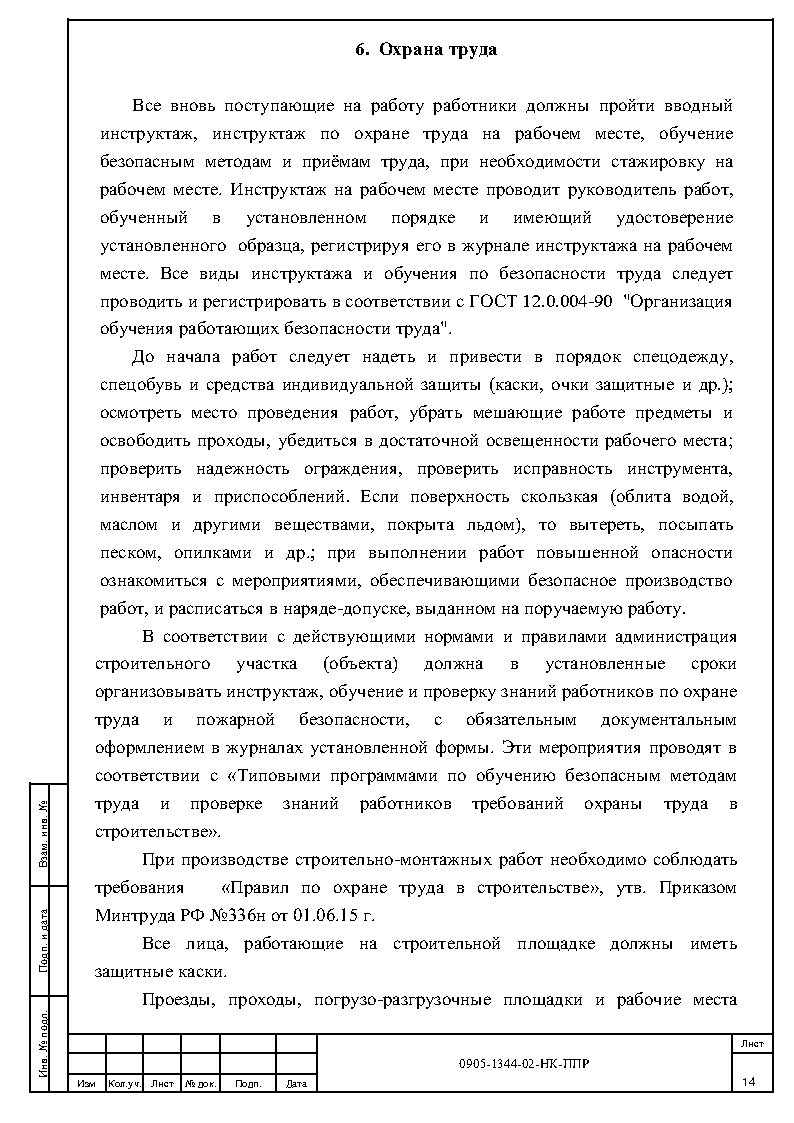 6. Охрана труда
Все вновь поступающие на работу работники должны пройти вводный
инструктаж, инструктаж по охране труда на рабочем месте, обучение
безопасным методам и приёмам труда, при необходимости стажировку на
рабочем месте. Инструктаж на рабочем месте проводит руководитель работ,
обученный в установленном порядке и имеющий удостоверение
установленного образца, регистрируя его в журнале инструктажа на рабочем
месте. Все виды инструктажа и обучения по безопасности труда следует
проводить и регистрировать в соответствии с ГОСТ 12.0.004-90 "Организация
обучения работающих безопасности труда".
До начала работ следует надеть и привести в порядок спецодежду,
спецобувь и средства индивидуальной защиты (каски, очки защитные и др.);
осмотреть место проведения работ, убрать мешающие работе предметы и
освободить проходы, убедиться в достаточной освещенности рабочего места;
проверить надежность ограждения, проверить исправность инструмента,
инвентаря и приспособлений. Если поверхность скользкая (облита водой,
маслом и другими веществами, покрыта льдом), то вытереть, посыпать
песком, опилками и др.; при выполнении работ повышенной опасности
ознакомиться с мероприятиями, обеспечивающими безопасное производство
работ, и расписаться в наряде-допуске, выданном на поручаемую работу.
В соответствии с действующими нормами и правилами администрация
строительного участка (объекта) должна в установленные сроки
организовывать инструктаж, обучение и проверку знаний работников по охране
труда и пожарной безопасности, с обязательным документальным
оформлением в журналах установленной формы. Эти мероприятия проводят в
соответствии с «Типовыми программами по обучению безопасным методам
труда и проверке знаний работников требований охраны труда в
строительстве».
При производстве строительно-монтажных работ необходимо соблюдать
требования «Правил по охране труда в строительстве», утв. Приказом
Минтруда РФ №336н от 01.06.15 г.
Все лица, работающие на строительной площадке должны иметь
защитные каски.
Проезды, проходы, погрузо-разгрузочные площадки и рабочие места
Взам. инв. №
Подп. и дата
Инв. № подл.
Изм Кол.уч. Лист № док. Подп. Дата
0905-1344-02-НК-ППР
Лист
14